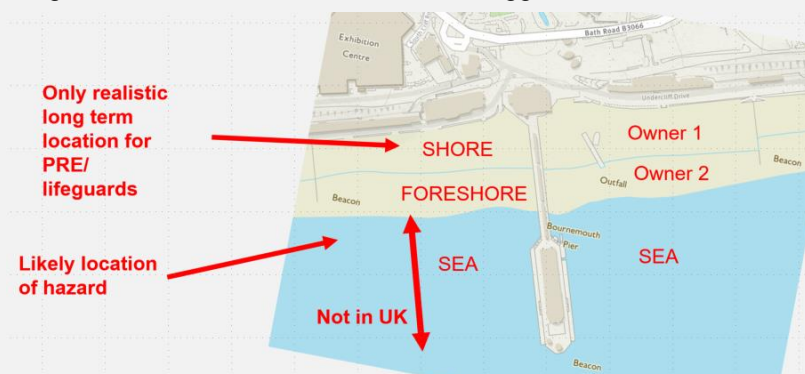 Exhibition
Centre
Bath Road B3066
Undercliff Drive
Only realistic
long term
location for
PRE/
lifeguards
SHORE
Owner 1
Beacon
Owner 2
Outfall
Beacon
FORESHORE
Bournemouth
Pier
SEA
SEA
Likely location
of hazard
Not in UK
Beacon